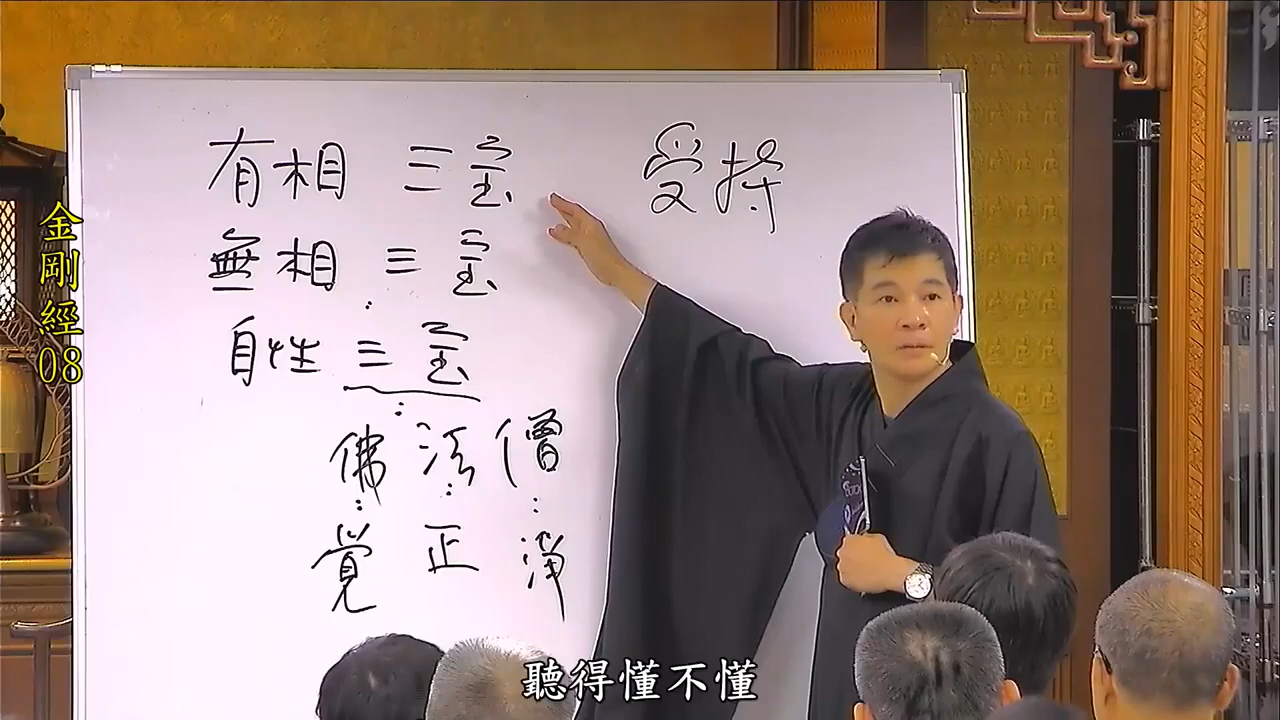 有相 三宝 受持
無相 三宝
自性 三宝
佛 法 僧
覺 正 淨
金剛經08
聽得懂不懂